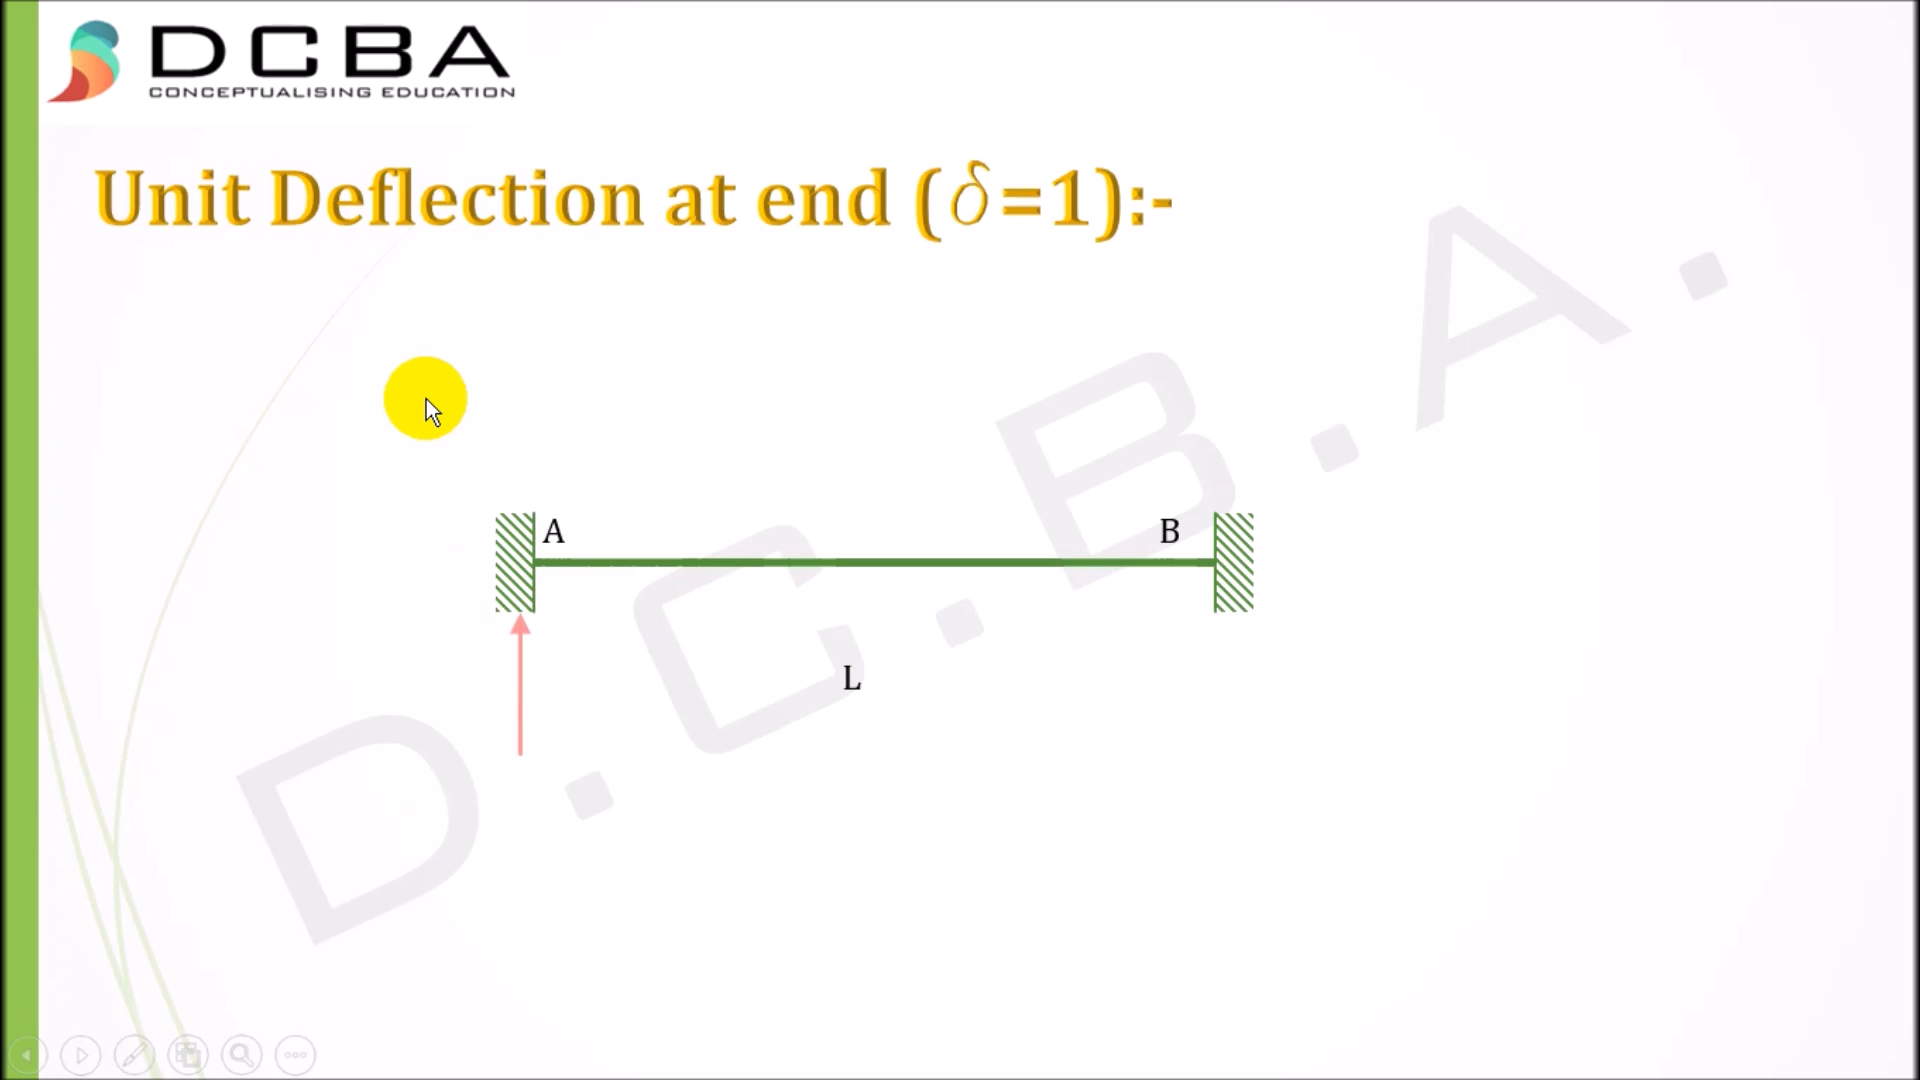 DCBA
CONCEPTUALISING EDUCATION
Unit Deflection at end (δ=1):-
A
B
L
D.C.B.A.